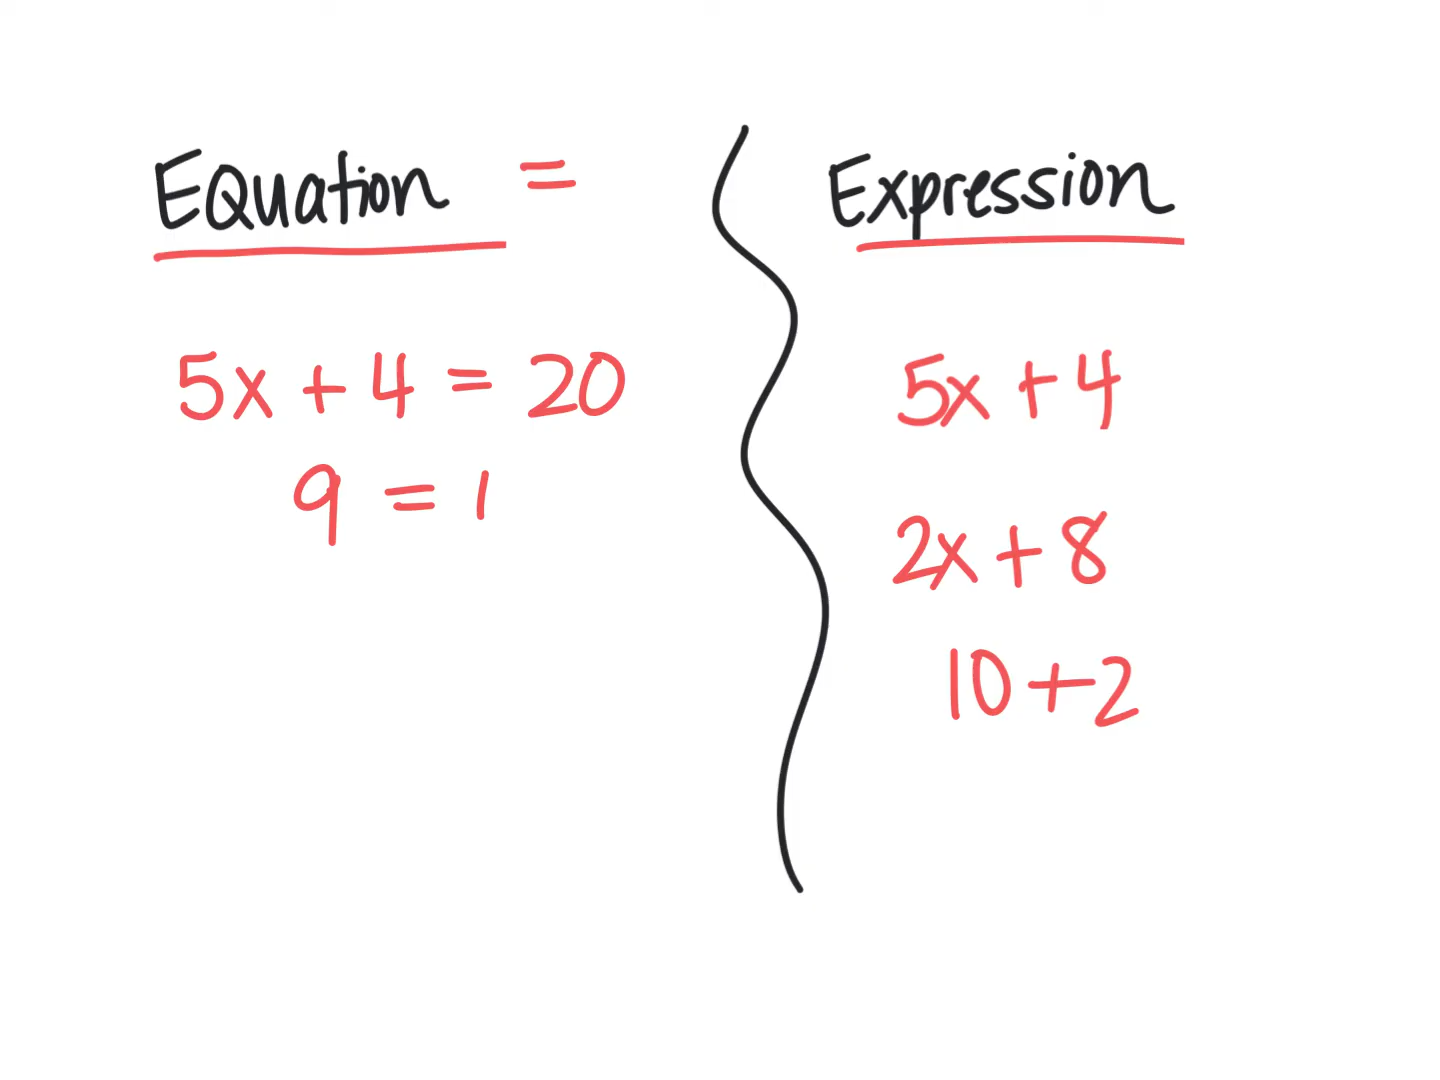 Equation =
5x + 4 = 20
9 = 1
Expression
5x + 4
2x + 8
10 + 2